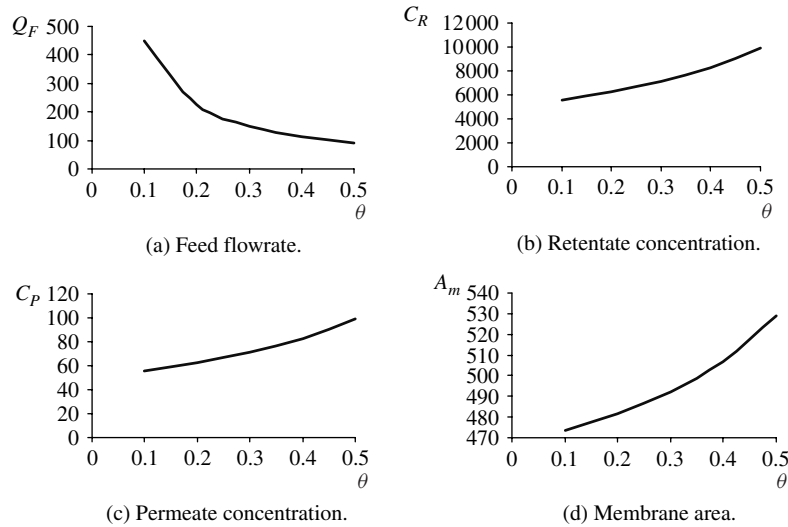 Q_F
500
400
300
200
100
0
0 0.1 0.2 0.3 0.4 0.5
θ
(a) Feed flowrate.
C_R
12000
10000
8000
6000
4000
2000
0
0 0.1 0.2 0.3 0.4 0.5
θ
(b) Retentate concentration.
C_P
120
100
80
60
40
20
0
0 0.1 0.2 0.3 0.4 0.5
θ
(c) Permeate concentration.
A_m
540
530
520
510
500
490
480
470
0 0.1 0.2 0.3 0.4 0.5
θ
(d) Membrane area.